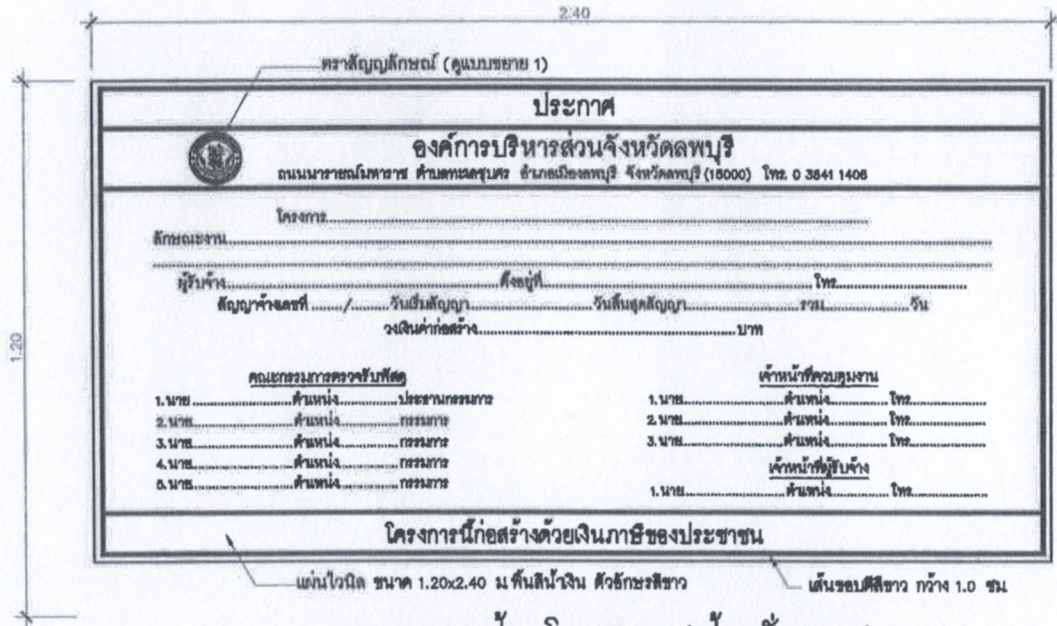 2.40
ตราสัญญลักษณ์ (ดูแบบขยาย 1)
ประกาศ
องค์การบริหารส่วนจังหวัดลพบุรี
ถนนนารายณ์มหาราช ตำบลทะเลชุบศร อำเภอเมืองลพบุรี จังหวัดลพบุรี (15000) โทร. 0 3641 1406
โครงการ
ลักษณะงาน
ผู้รับจ้าง ตั้งอยู่ที่ โทร.
สัญญาจ้างเลขที่ / วันเริ่มสัญญา วันสิ้นสุดสัญญา รวม วัน
วงเงินค่าก่อสร้าง บาท
1.20
คณะกรรมการตรวจรับพัสดุ
1. นาย ตำแหน่ง ประธานกรรมการ
2. นาย ตำแหน่ง กรรมการ
3. นาย ตำแหน่ง กรรมการ
4. นาย ตำแหน่ง กรรมการ
5. นาย ตำแหน่ง กรรมการ
เจ้าหน้าที่ควบคุมงาน
1. นาย ตำแหน่ง โทร.
2. นาย ตำแหน่ง โทร.
3. นาย ตำแหน่ง โทร.
เจ้าหน้าที่ผู้รับจ้าง
1. นาย ตำแหน่ง โทร.
โครงการนี้ก่อสร้างด้วยเงินภาษีของประชาชน
แผ่นไวนิล ขนาด 1.20x2.40 ม. พื้นสีน้ำเงิน ตัวอักษรสีขาว
เส้นขอบสีขาว กว้าง 1.0 ซม.